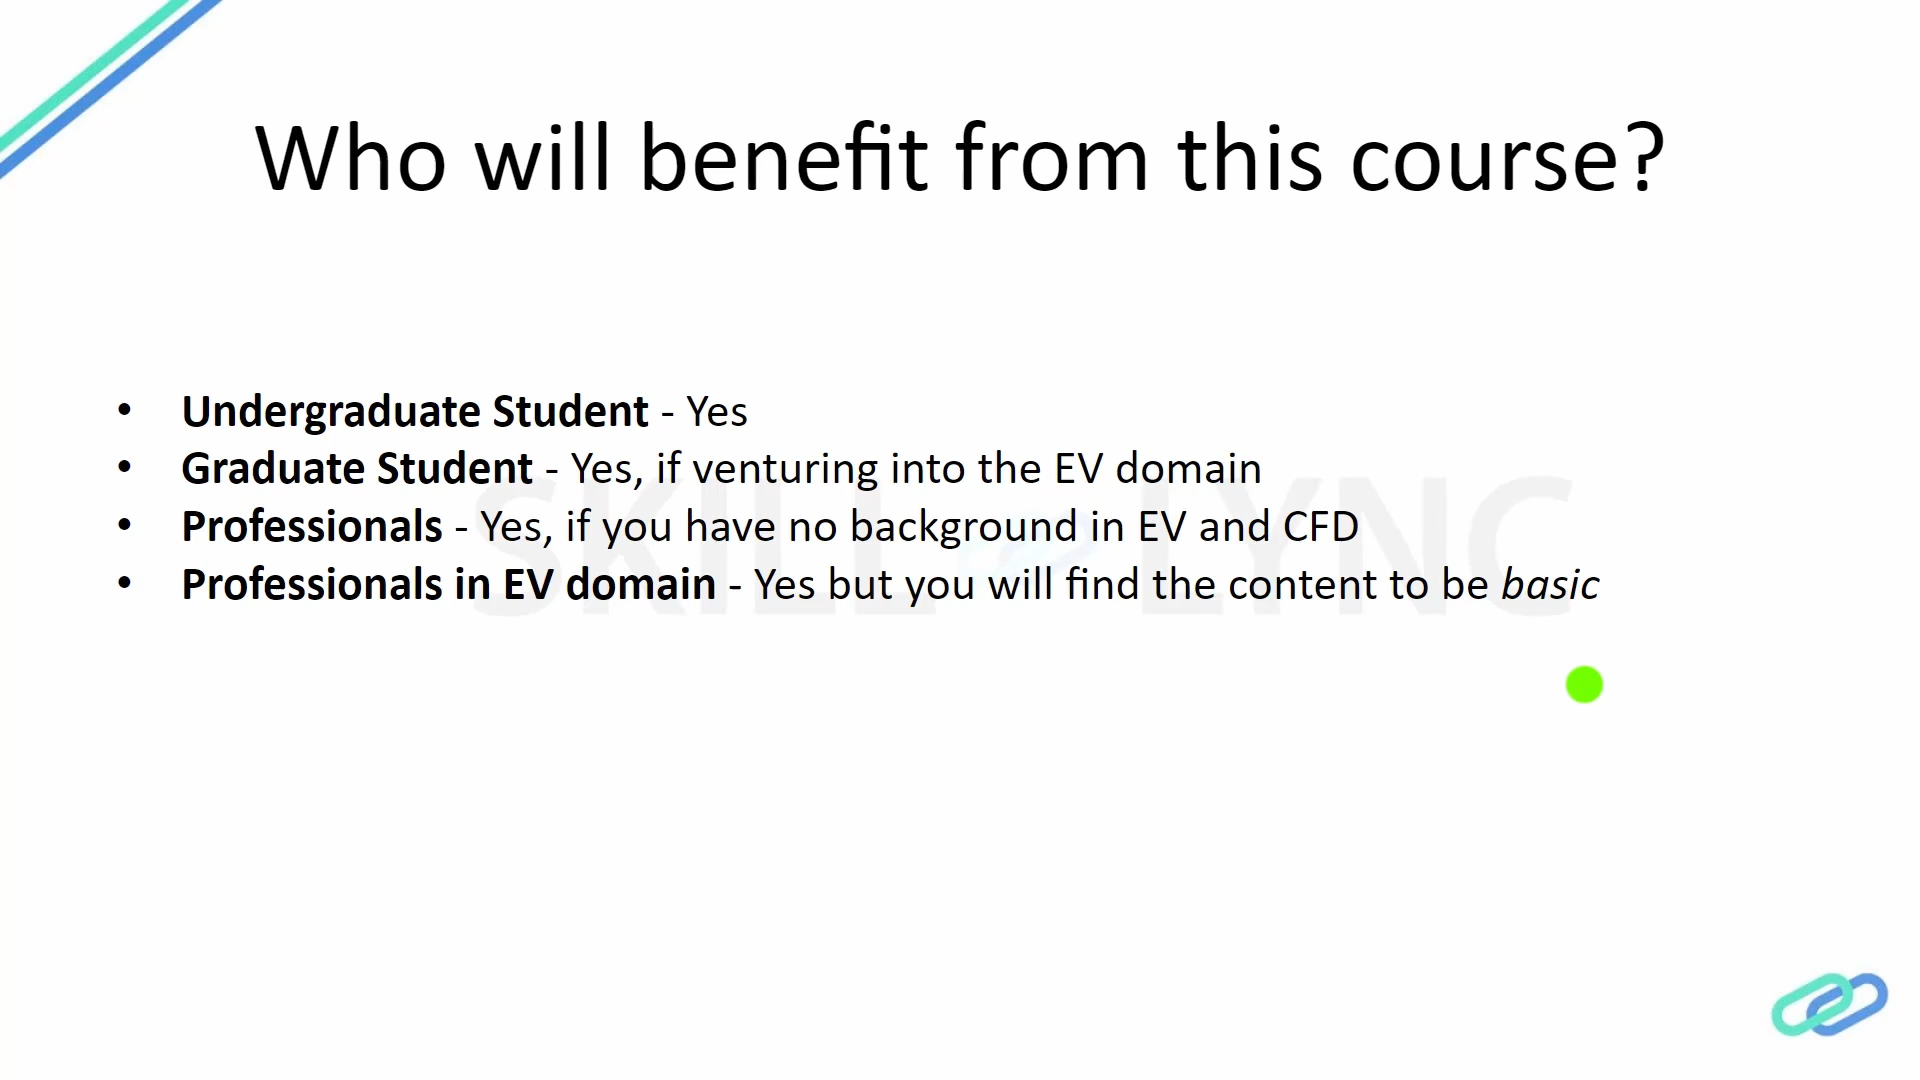 Who will benefit from this course?
• Undergraduate Student - Yes
• Graduate Student - Yes, if venturing into the EV domain
• Professionals - Yes, if you have no background in EV and CFD
• Professionals in EV domain - Yes but you will find the content to be basic
SKILL LYNC